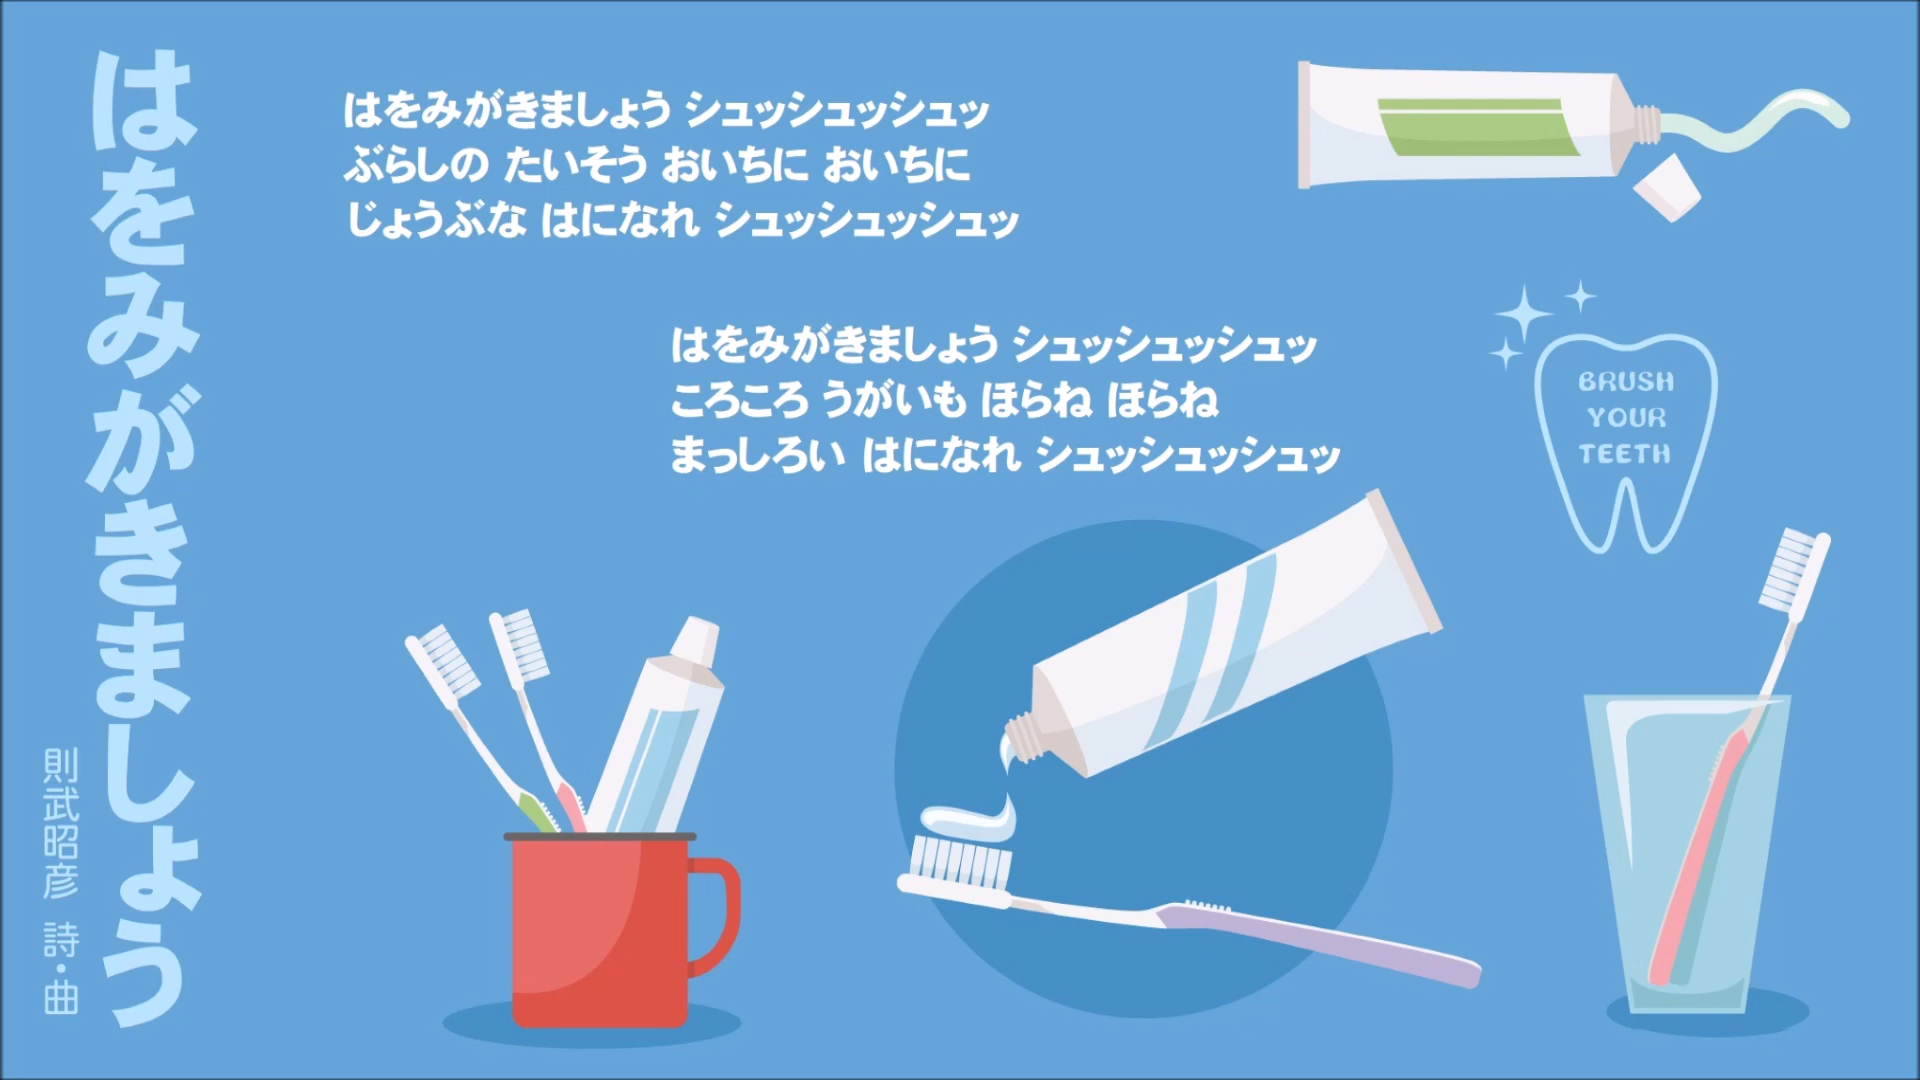 はをみがきましょう
則武昭彦 詩・曲
はをみがきましょう シュッシュッシュッ
ぶらしの たいそう おいちに おいちに
じょうぶな はになれ シュッシュッシュッ
はをみがきましょう シュッシュッシュッ
ころころ うがいも ほらね ほらね
まっしろい はになれ シュッシュッシュッ
BRUSH
YOUR
TEETH